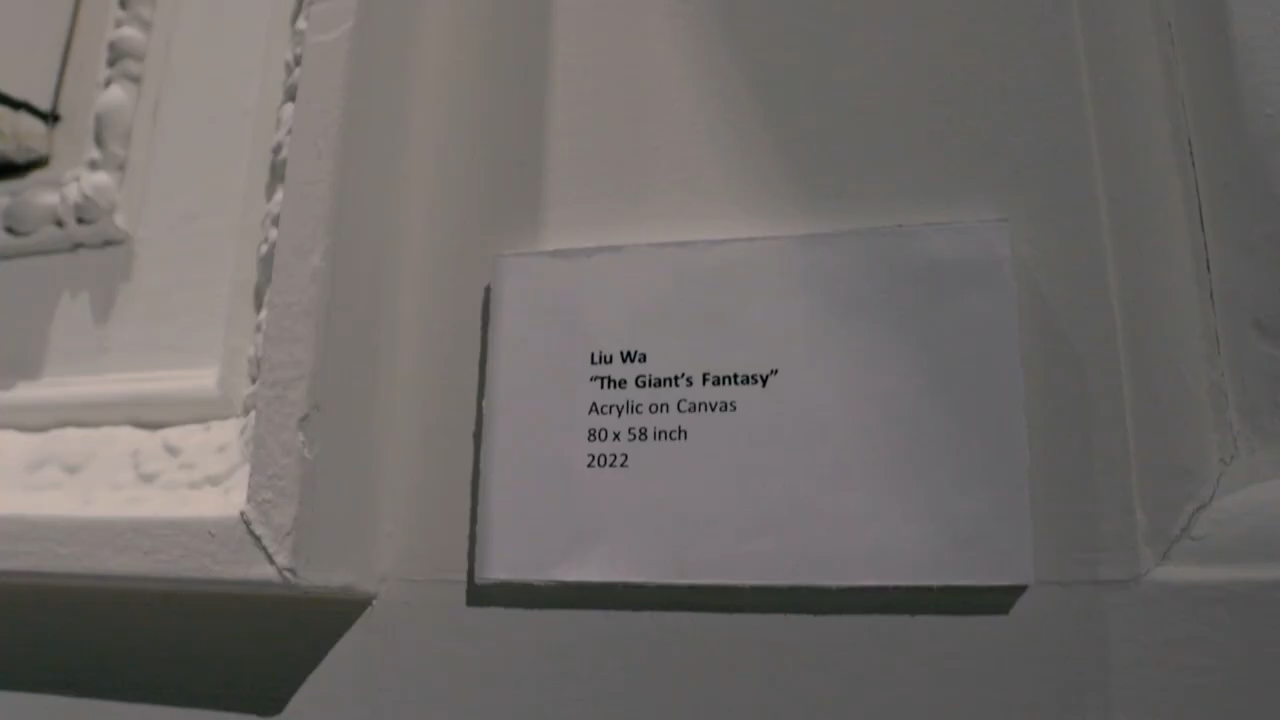 Liu Wa
“The Giant’s Fantasy”
Acrylic on Canvas
80 x 58 inch
2022